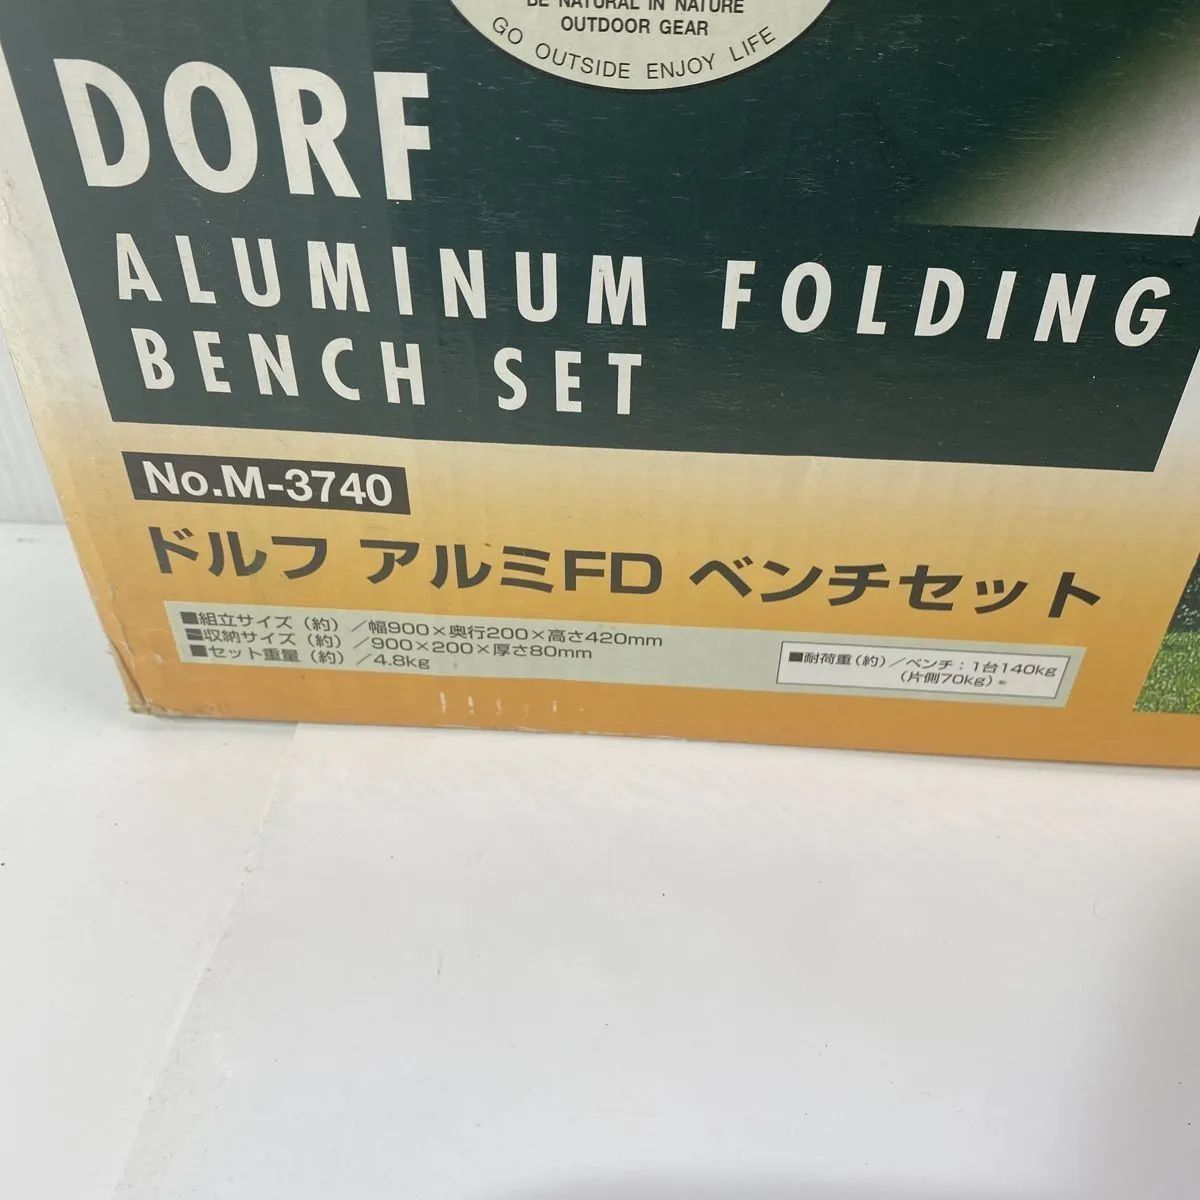 BE NATURAL IN NATURE
OUTDOOR GEAR
GO OUTSIDE ENJOY LIFE
DORF
ALUMINUM FOLDING
BENCH SET
No.M-3740
ドルフ アルミFD ベンチセット
■組立サイズ（約）／幅900×奥行200×高さ420mm
■収納サイズ（約）／900×200×厚さ80mm
■セット重量（約）／4.8kg
■耐荷重（約）／ベンチ：1台140kg
（片側70kg）